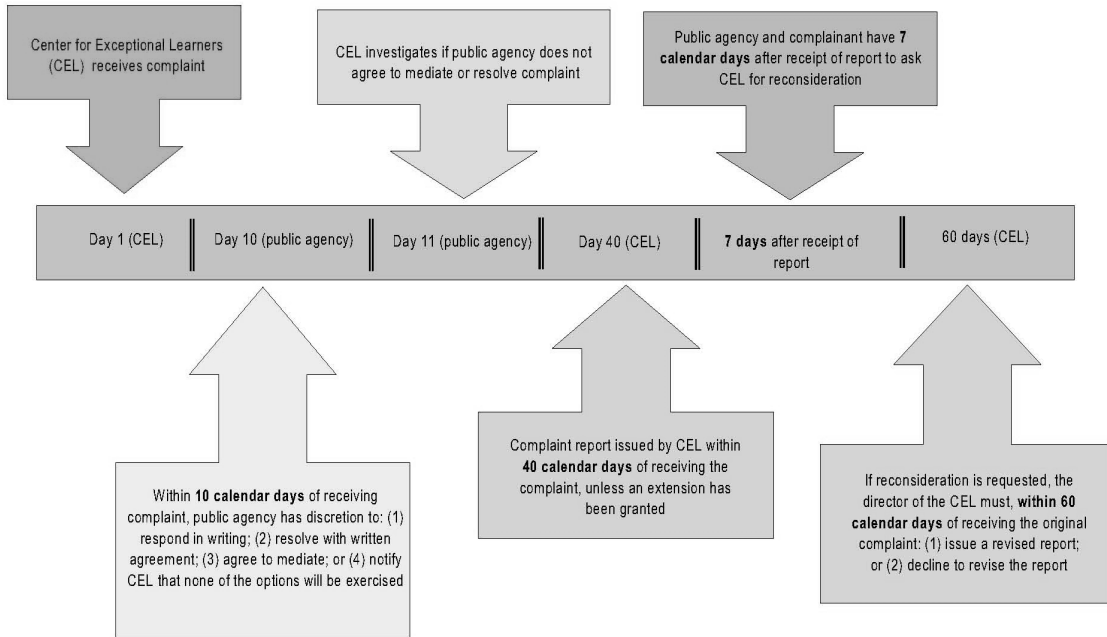 Center for Exceptional Learners
(CEL) receives complaint
CEL investigates if public agency does not
agree to mediate or resolve complaint
Public agency and complainant have 7
calendar days after receipt of report to ask
CEL for reconsideration
Day 1 (CEL)
Day 10 (public agency)
Day 11 (public agency)
Day 40 (CEL)
7 days after receipt of
report
60 days (CEL)
Within 10 calendar days of receiving
complaint, public agency has discretion to: (1)
respond in writing; (2) resolve with written
agreement; (3) agree to mediate; or (4) notify
CEL that none of the options will be exercised
Complaint report issued by CEL within
40 calendar days of receiving the
complaint, unless an extension has
been granted
If reconsideration is requested, the
director of the CEL must, within 60
calendar days of receiving the original
complaint: (1) issue a revised report;
or (2) decline to revise the report